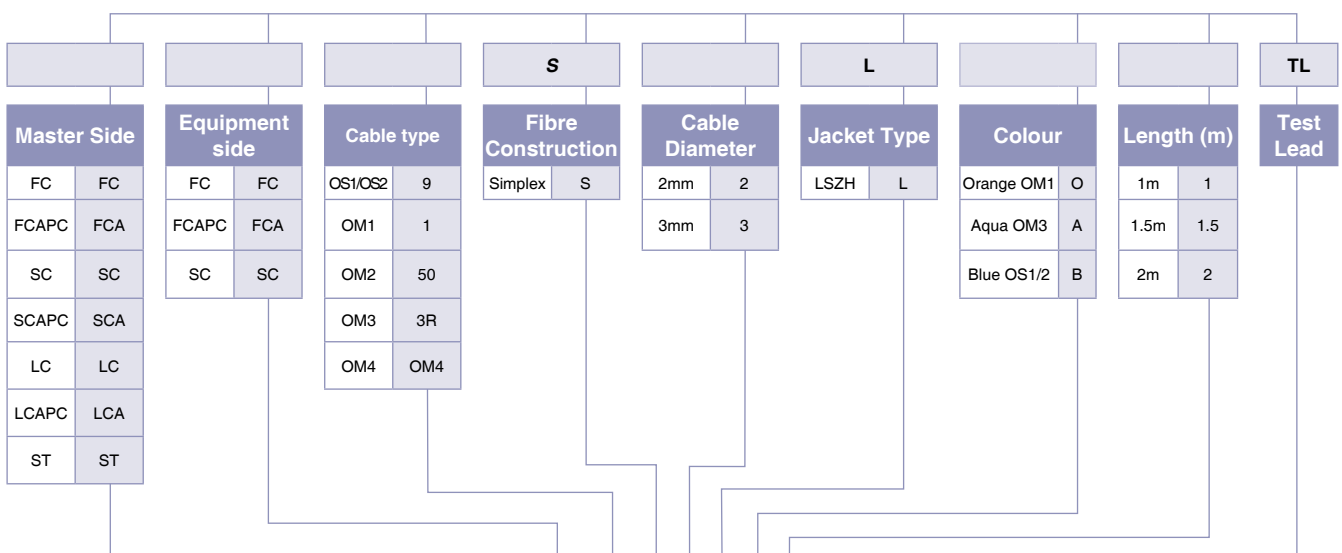 S
L
TL
Master Side
FC FC
FCAPC FCA
SC SC
SCAPC SCA
LC LC
LCAPC LCA
ST ST
Equipment
side
FC FC
FCAPC FCA
SC SC
Cable type
OS1/OS2 9
OM1 1
OM2 50
OM3 3R
OM4 OM4
Fibre
Construction
Simplex S
Cable
Diameter
2mm 2
3mm 3
Jacket Type
LSZH L
Colour
Orange OM1 O
Aqua OM3 A
Blue OS1/2 B
Length (m)
1m 1
1.5m 1.5
2m 2
Test
Lead